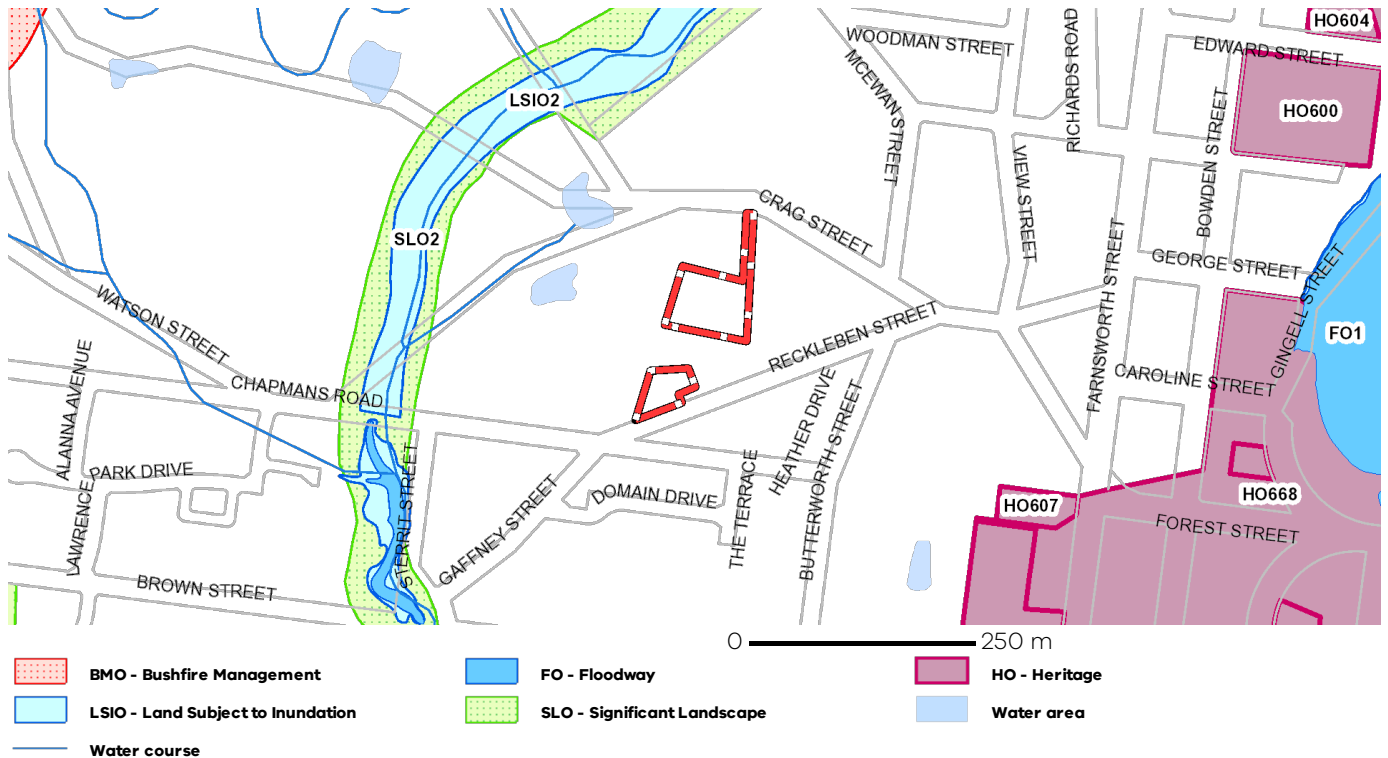 HO604
WOODMAN STREET
EDWARD STREET
RICHARDS ROAD
MCEWAN STREET
LSIO2
HO600
BOWDEN STREET
VIEW STREET
CRAG STREET
SLO2
FARNSWORTH STREET
GEORGE STREET
GINGELL STREET
FO1
WATSON STREET
RECKLEBEN STREET
ALANNA AVENUE
CHAPMANS ROAD
CAROLINE STREET
HEATHER DRIVE
BUTTERWORTH STREET
PARK DRIVE
STERRIT STREET
LAWRENCE
GAFFNEY STREET
DOMAIN DRIVE
THE TERRACE
HO607
HO668
FOREST STREET
BROWN STREET
0 250 m
BMO - Bushfire Management
FO - Floodway
HO - Heritage
LSIO - Land Subject to Inundation
SLO - Significant Landscape
Water area
Water course